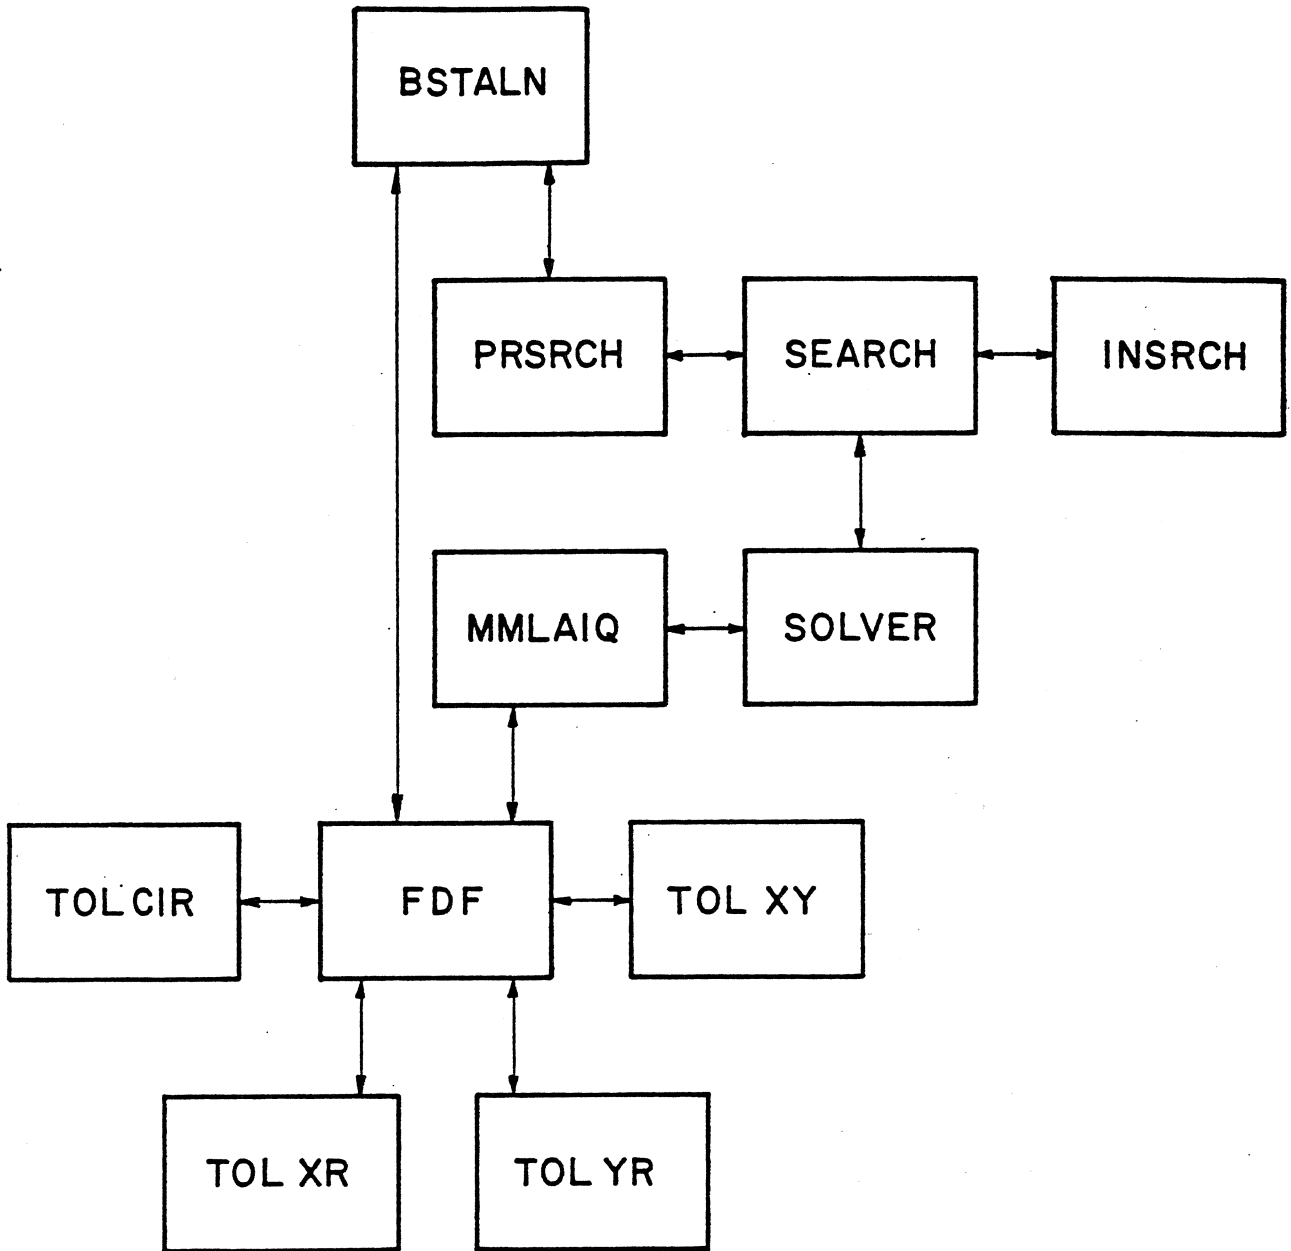 BSTALN
PRSRCH
SEARCH
INSRCH
MMLAIQ
SOLVER
TOLCIR
FDF
TOL XY
TOL XR
TOL YR